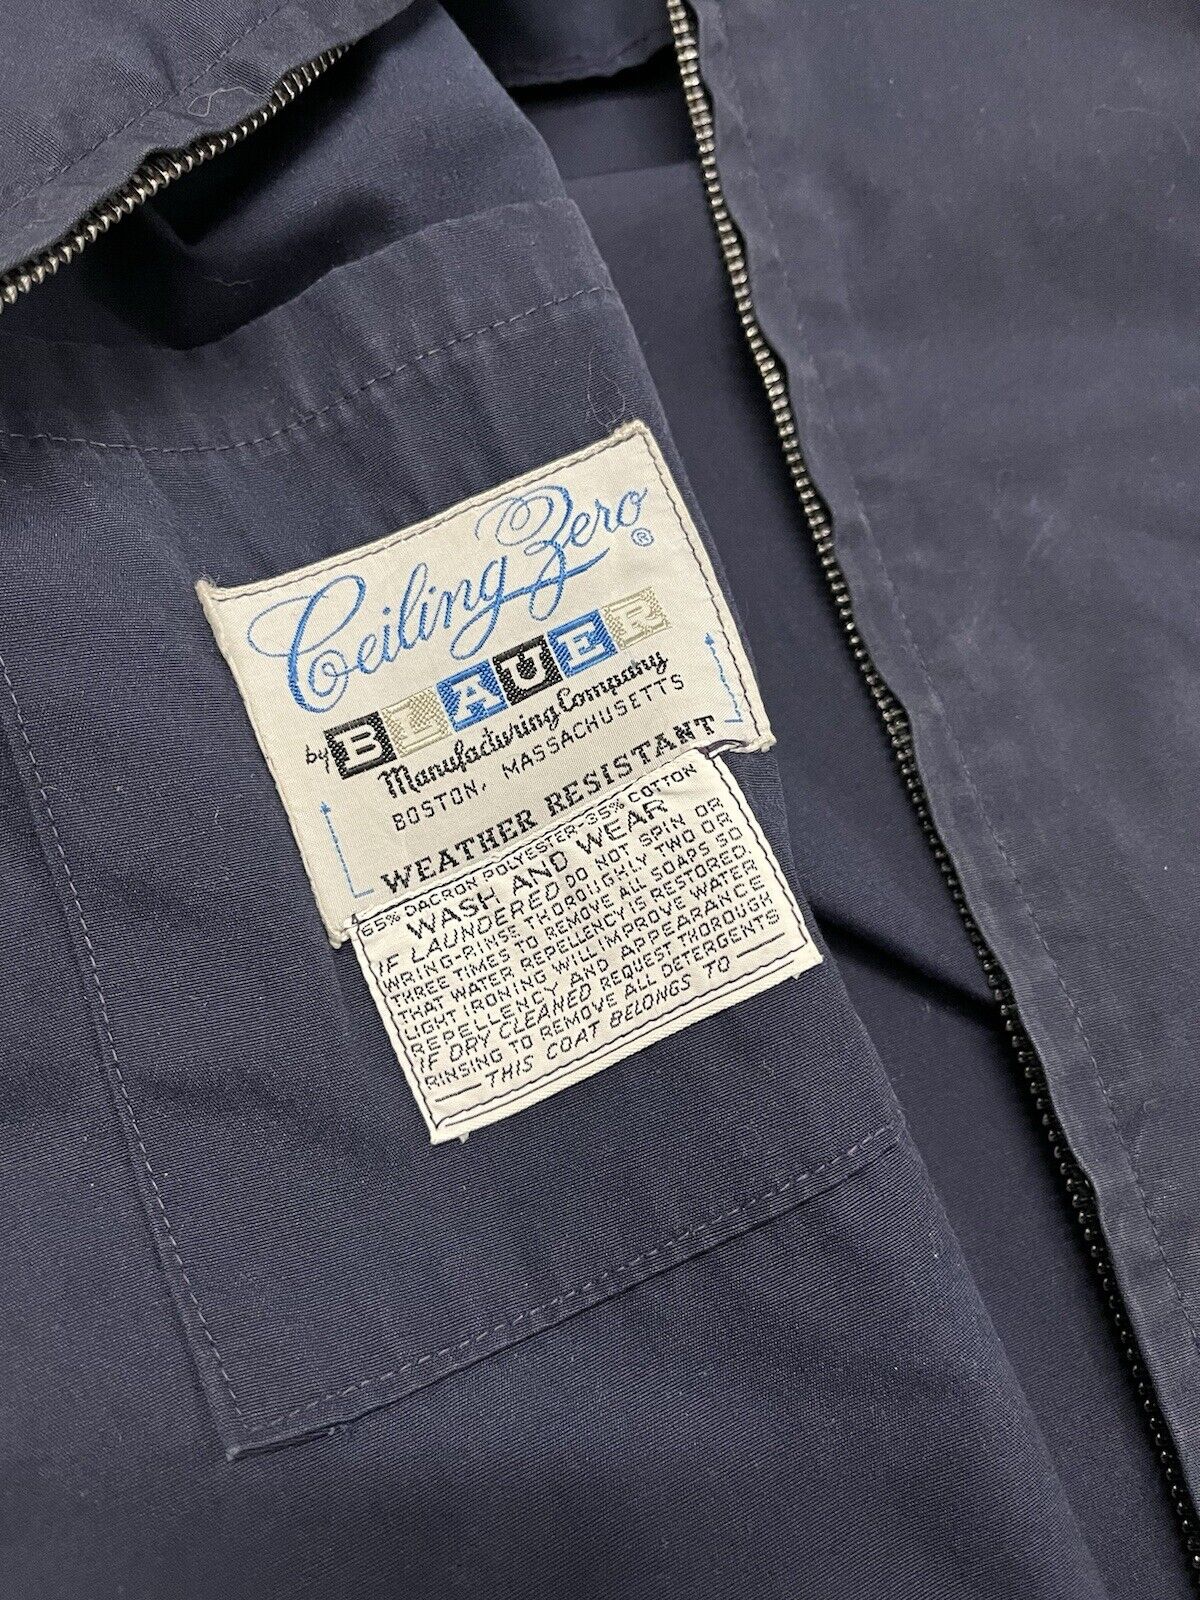 Ceiling Zero ®
by BLAUER
Manufacturing Company
BOSTON, MASSACHUSETTS
WEATHER RESISTANT
65% DACRON POLYESTER-35% COTTON
WASH AND WEAR
IF LAUNDERED DO NOT SPIN OR
WRING-RINSE THOROUGHLY TWO OR
THREE TIMES TO REMOVE ALL SOAPS SO
THAT WATER REPELLENCY IS RESTORED.
LIGHT IRONING WILL IMPROVE WATER
REPELLENCY AND APPEARANCE
IF DRY CLEANED REQUEST THOROUGH
RINSING TO REMOVE ALL DETERGENTS
— THIS COAT BELONGS TO —